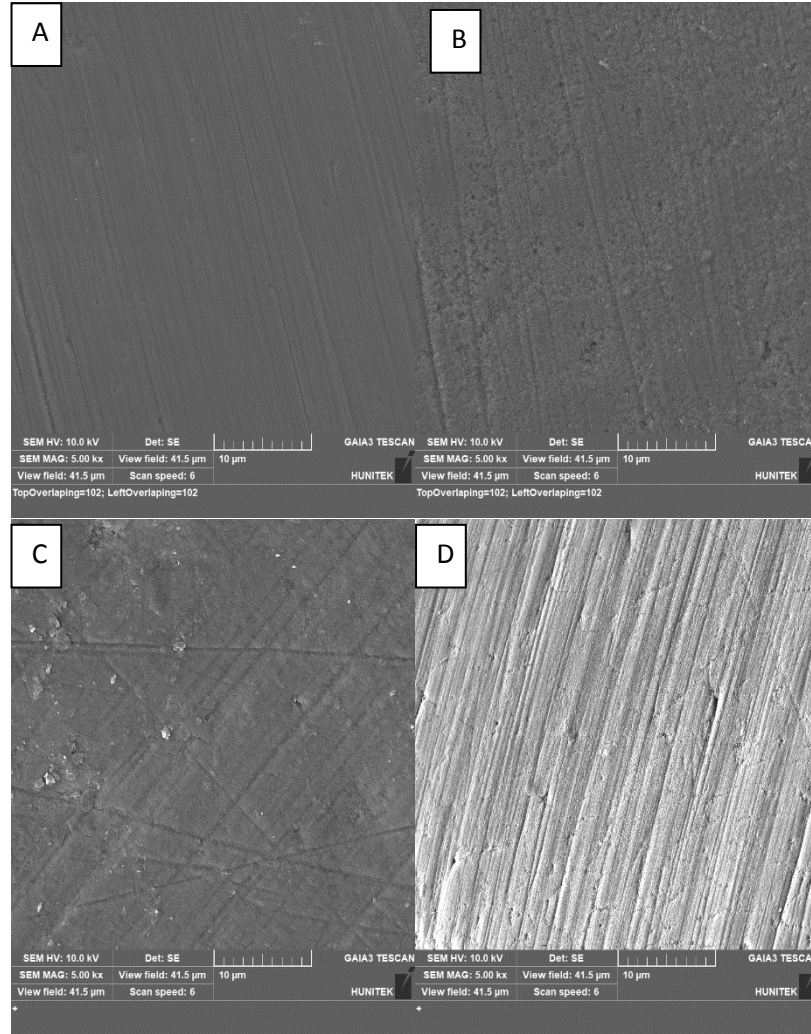 A
B
SEM HV: 10.0 kV Det: SE 10 µm GAIA3 TESCAN
SEM MAG: 5.00 kx View field: 41.5 µm
View field: 41.5 µm Scan speed: 6 HUNITEK
TopOverlaping=102; LeftOverlaping=102
SEM HV: 10.0 kV Det: SE 10 µm GAIA3 TESCA
SEM MAG: 5.00 kx View field: 41.5 µm
View field: 41.5 µm Scan speed: 6 HUNITEK
TopOverlaping=102; LeftOverlaping=102
C
D
SEM HV: 10.0 kV Det: SE 10 µm GAIA3 TESCAN
SEM MAG: 5.00 kx View field: 41.5 µm
View field: 41.5 µm Scan speed: 6 HUNITEK
SEM HV: 10.0 kV Det: SE 10 µm GAIA3 TESCA
SEM MAG: 5.00 kx View field: 41.5 µm
View field: 41.5 µm Scan speed: 6 HUNITEK